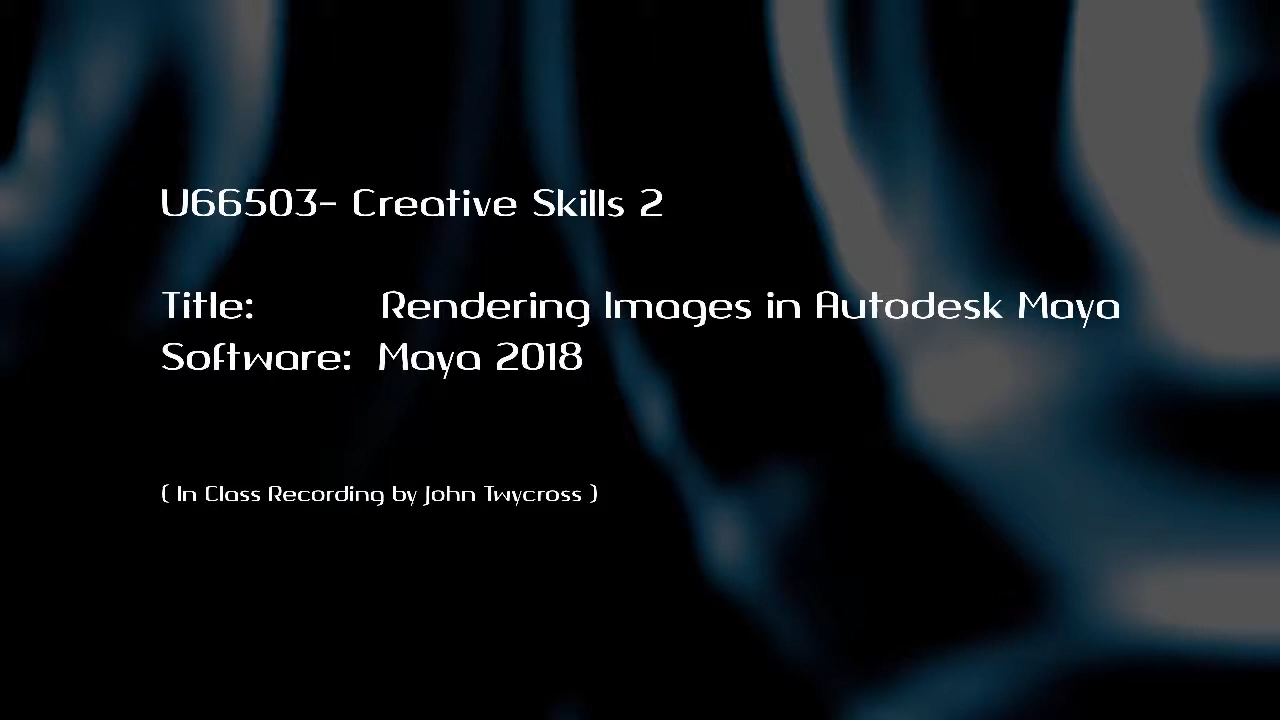 U66503- Creative Skills 2
Title: Rendering Images in Autodesk Maya
Software: Maya 2018
( In Class Recording by John Twycross )